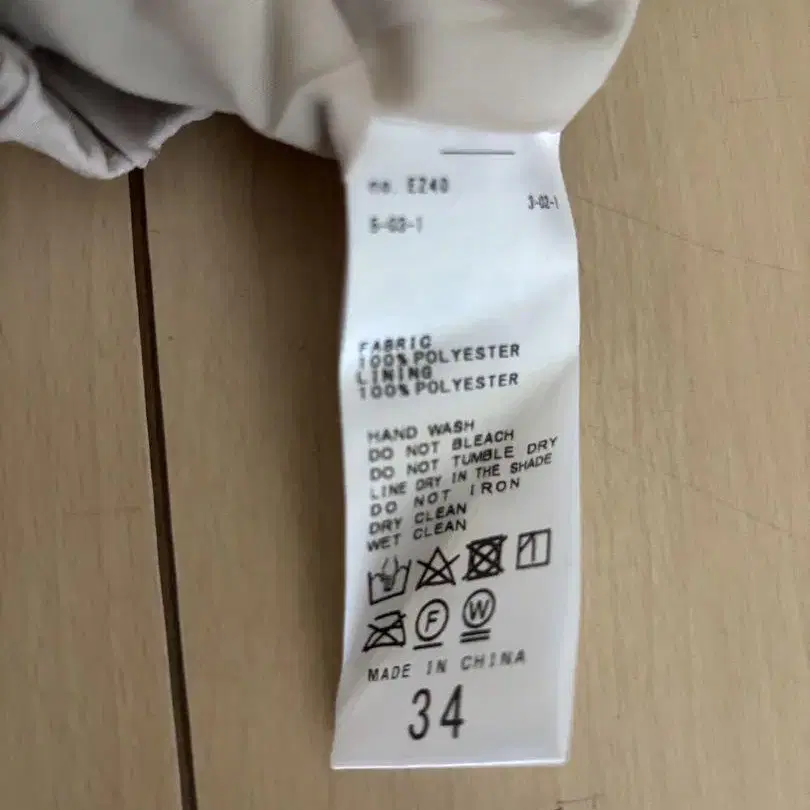 no. E240
3-02-1
5-03-1
FABRIC
100% POLYESTER
LINING
100% POLYESTER
HAND WASH
DO NOT BLEACH
DO NOT TUMBLE DRY
LINE DRY IN THE SHADE
DO NOT IRON
DRY CLEAN
WET CLEAN
F W
MADE IN CHINA
34